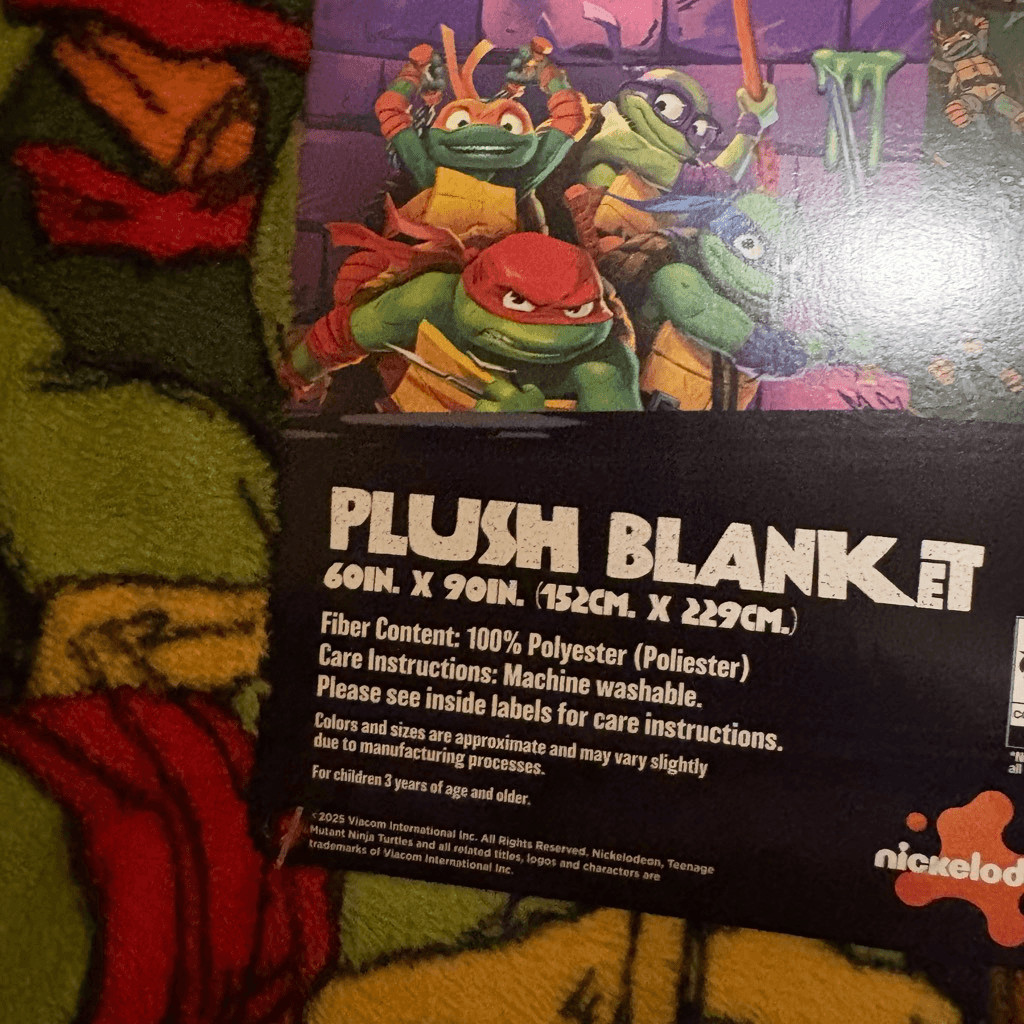 PLUSH BLANKET
60IN. X 90IN. (152CM. X 229CM.)
Fiber Content: 100% Polyester (Poliester)
Care Instructions: Machine washable.
Please see inside labels for care instructions.
Colors and sizes are approximate and may vary slightly
due to manufacturing processes.
For children 3 years of age and older.
©2025 Viacom International Inc. All Rights Reserved. Nickelodeon, Teenage
Mutant Ninja Turtles and all related titles, logos and characters are
trademarks of Viacom International Inc.
nickelod